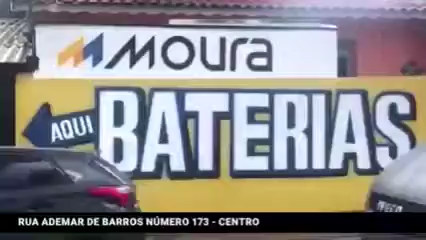 MOURA
AQUI
BATERIAS
RUA ADEMAR DE BARROS NÚMERO 173 - CENTRO